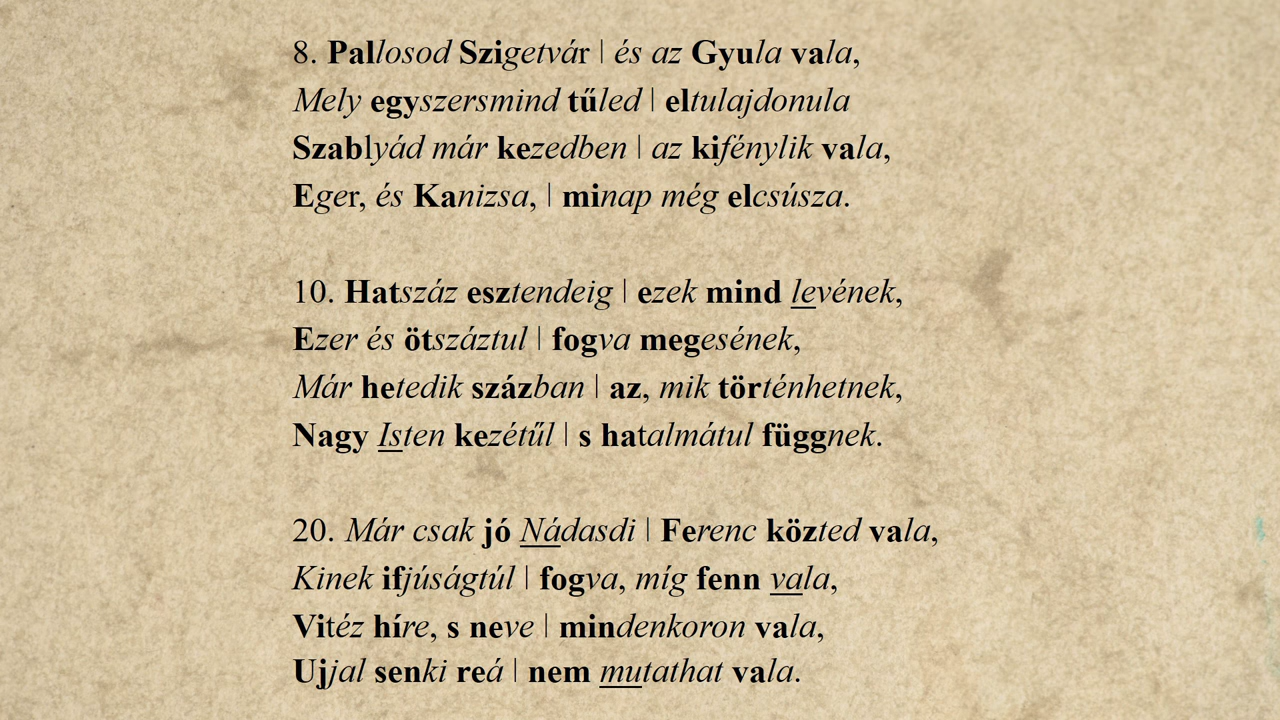 8. Pallosod Szigetvár | és az Gyula vala,
Mely egyszersmind tűled | eltulajdonula
Szablyád már kezedben | az kifénylik vala,
Eger, és Kanizsa, | minap még elcsúsza.
10. Hatszáz esztendeig | ezek mind levének,
Ezer és ötszáztul | fogva megesének,
Már hetedik százban | az, mik történhetnek,
Nagy Isten kezétűl | s hatalmátul függnek.
20. Már csak jó Nádasdi | Ferenc közted vala,
Kinek ifjúságtúl | fogva, míg fenn vala,
Vitéz híre, s neve | mindenkoron vala,
Ujjal senki reá | nem mutathat vala.